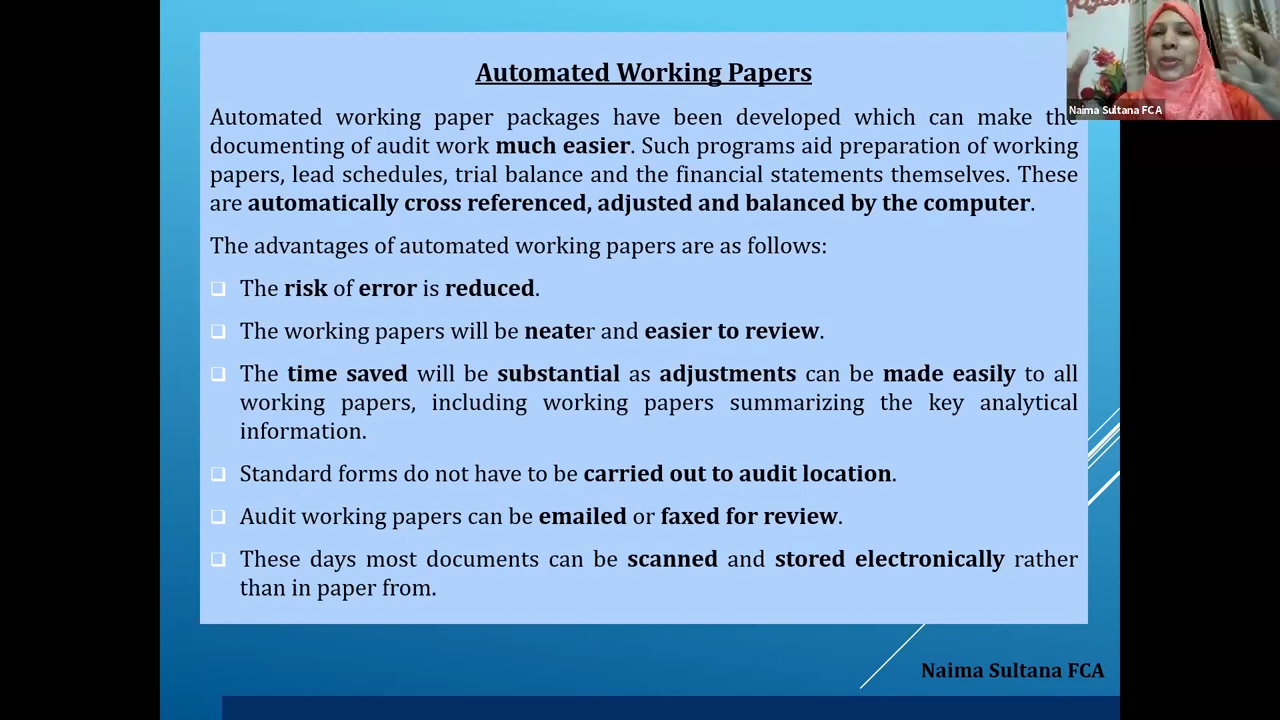 Automated Working Papers
Automated working paper packages have been developed which can make the
documenting of audit work much easier. Such programs aid preparation of working
papers, lead schedules, trial balance and the financial statements themselves. These
are automatically cross referenced, adjusted and balanced by the computer.
The advantages of automated working papers are as follows:
The risk of error is reduced.
The working papers will be neater and easier to review.
The time saved will be substantial as adjustments can be made easily to all
working papers, including working papers summarizing the key analytical
information.
Standard forms do not have to be carried out to audit location.
Audit working papers can be emailed or faxed for review.
These days most documents can be scanned and stored electronically rather
than in paper from.
Naima Sultana FCA
Naima Sultana FCA